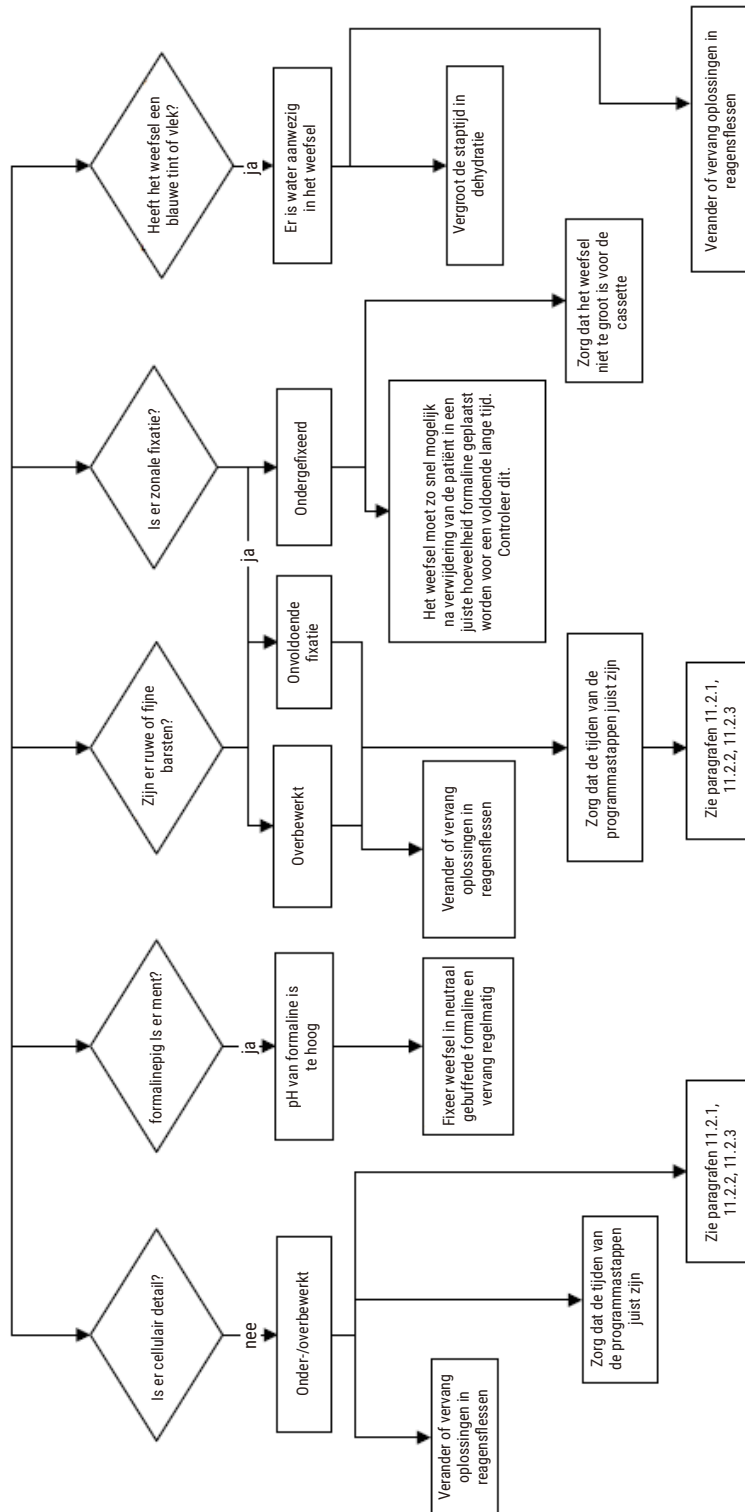 Is er cellulair detail?
nee
Onder-/overbewerkt
Verander of vervang
oplossingen in
reagensflessen
Zorg dat de tijden van
de programmastappen
juist zijn
Zie paragrafen 11.2.1,
11.2.2, 11.2.3
formalinepig Is er ment?
ja
pH van formaline is
te hoog
Fixeer weefsel in neutraal
gebufferde formaline en
vervang regelmatig
Zijn er ruwe of fijne
barsten?
Overbewerkt
Onvoldoende
fixatie
Verander of vervang
oplossingen in
reagensflessen
Zorg dat de tijden van de
programmastappen juist zijn
Zie paragrafen 11.2.1,
11.2.2, 11.2.3
Is er zonale fixatie?
ja
Ondergefixeerd
Het weefsel moet zo snel mogelijk
na verwijdering van de patiënt in een
juiste hoeveelheid formaline geplaatst
worden voor een voldoende lange tijd.
Controleer dit.
Zorg dat het weefsel
niet te groot is voor de
cassette
Heeft het weefsel een
blauwe tint of vlek?
ja
Er is water aanwezig
in het weefsel
Vergroot de staptijd in
dehydratie
Verander of vervang oplossingen in
reagensflessen